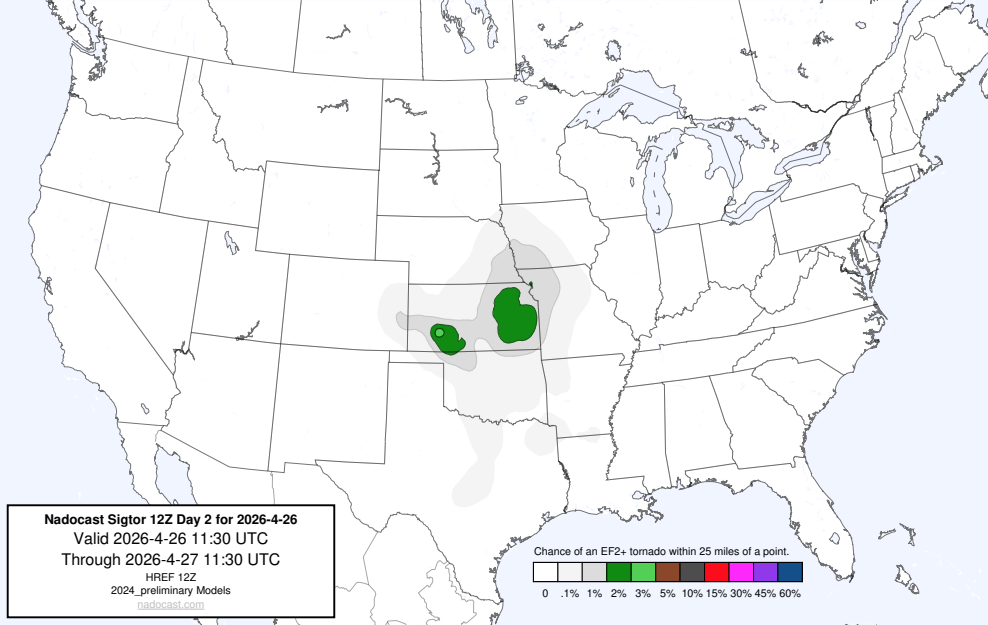 Nadocast Sigtor 12Z Day 2 for 2026-4-26
Valid 2026-4-26 11:30 UTC
Through 2026-4-27 11:30 UTC
HREF 12Z
2024_preliminary Models
nadocast.com
Chance of an EF2+ tornado within 25 miles of a point.
0 .1% 1% 2% 3% 5% 10% 15% 30% 45% 60%